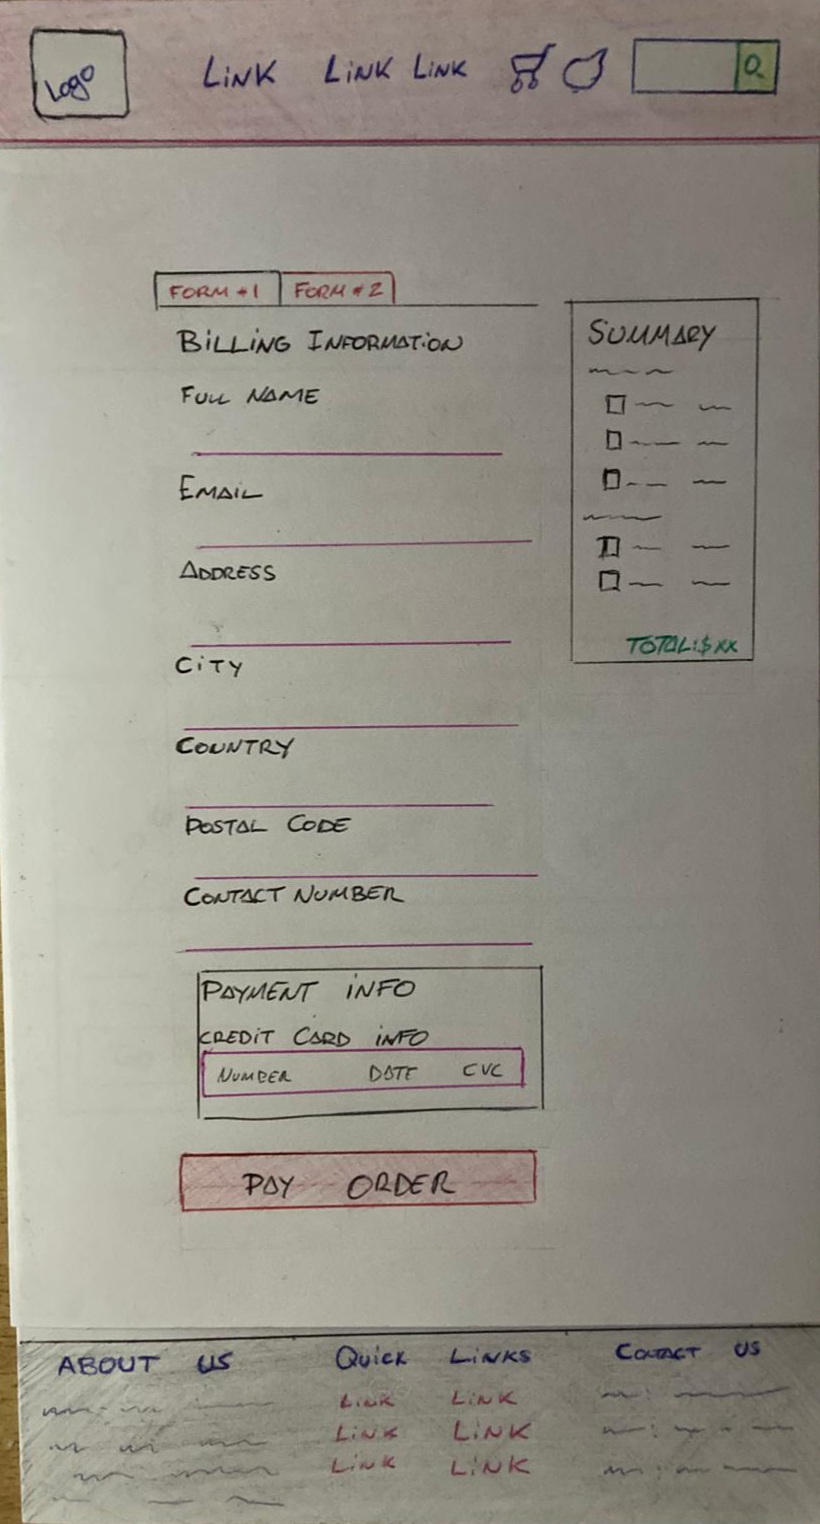 Logo LINK LINK LINK
FORM #1 FORM #2
BILLING INFORMATION
FULL NAME
EMAIL
ADDRESS
CITY
COUNTRY
POSTAL CODE
CONTACT NUMBER
PAYMENT INFO
CREDIT CARD INFO
NUMBER DATE CVC
PAY ORDER
SUMMARY
TOTAL:$XX
ABOUT US
QUICK LINKS
LINK LINK
LINK LINK
LINK LINK
CONTACT US